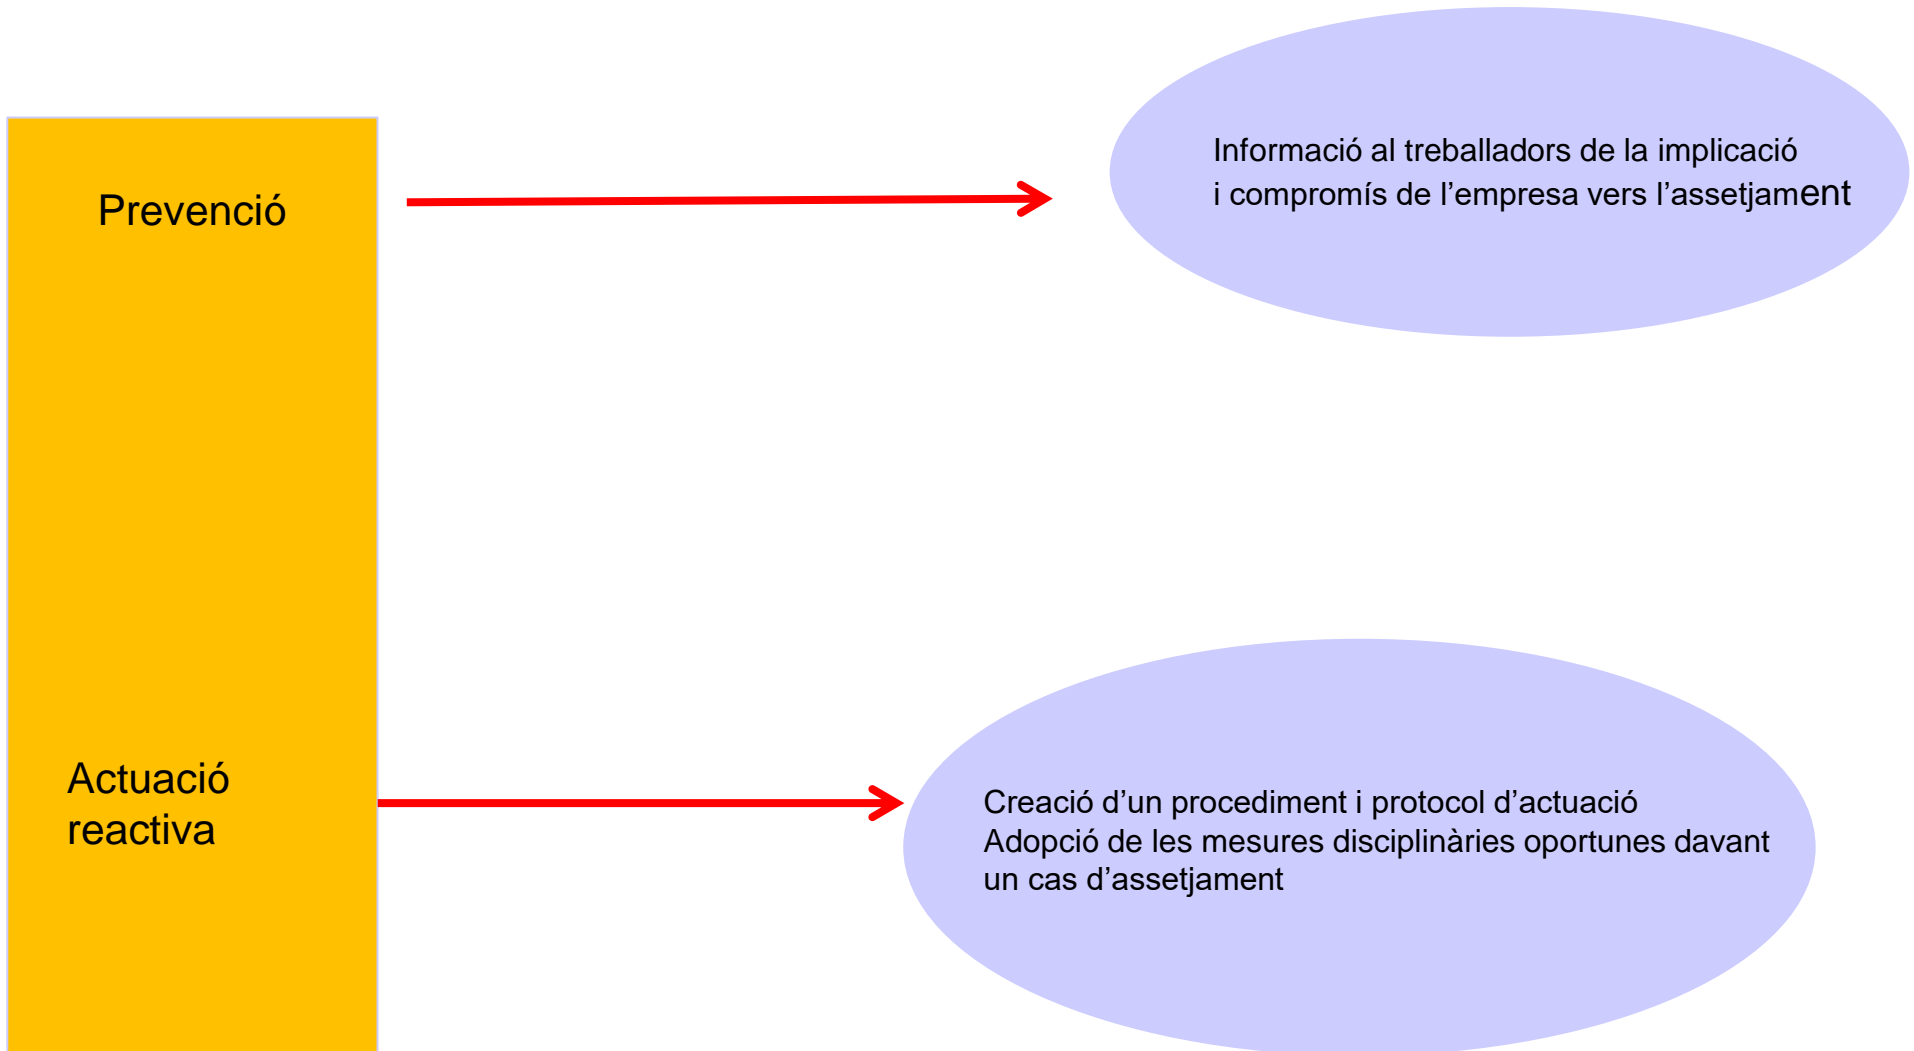 Prevenció
Informació al treballadors de la implicació
i compromís de l’empresa vers l’assetjament
Actuació
reactiva
Creació d’un procediment i protocol d’actuació
Adopció de les mesures disciplinàries oportunes davant
un cas d’assetjament